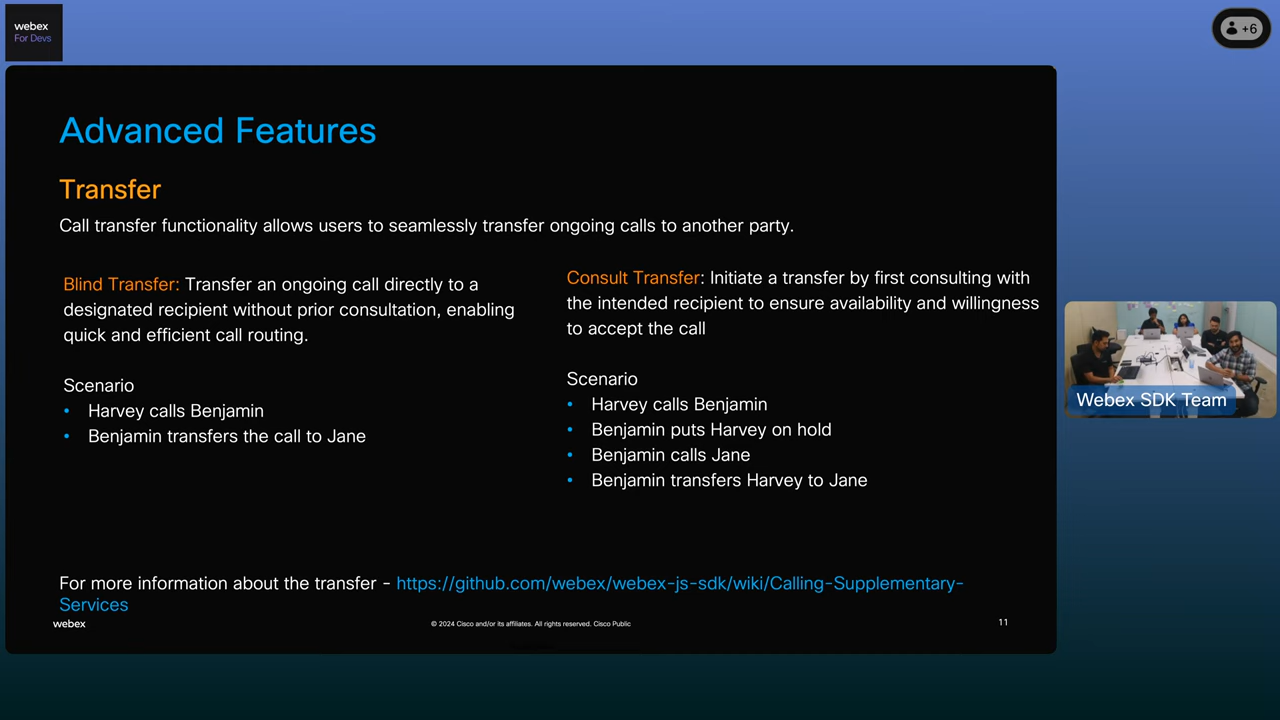 webex
For Devs
+6
Advanced Features
Transfer
Call transfer functionality allows users to seamlessly transfer ongoing calls to another party.
Blind Transfer: Transfer an ongoing call directly to a
designated recipient without prior consultation, enabling
quick and efficient call routing.
Scenario
• Harvey calls Benjamin
• Benjamin transfers the call to Jane
Consult Transfer: Initiate a transfer by first consulting with
the intended recipient to ensure availability and willingness
to accept the call
Scenario
• Harvey calls Benjamin
• Benjamin puts Harvey on hold
• Benjamin calls Jane
• Benjamin transfers Harvey to Jane
Webex SDK Team
For more information about the transfer - https://github.com/webex/webex-js-sdk/wiki/Calling-Supplementary-
Services
webex
© 2024 Cisco and/or its affiliates. All rights reserved. Cisco Public
11